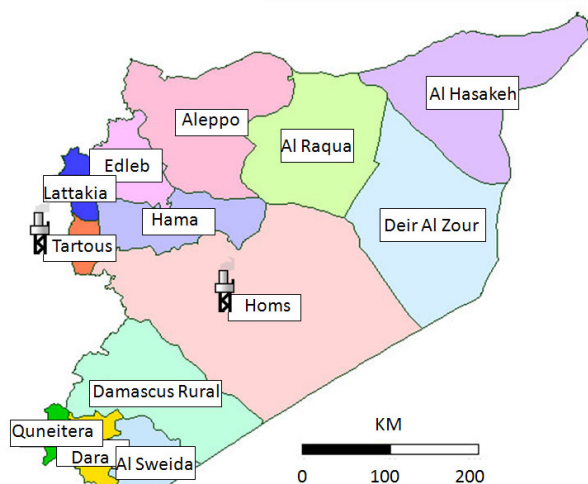 Al Hasakeh
Aleppo
Al Raqua
Edleb
Lattakia
Hama
Deir Al Zour
Tartous
Homs
Damascus Rural
Quneitera
Dara
Al Sweida
KM
0 100 200